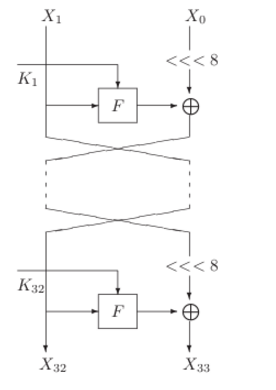 X₁ X₀
<<< 8
K₁
F ⊕
<<< 8
K₃₂
F ⊕
X₃₂ X₃₃